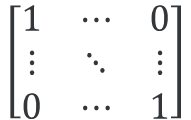 1 ⋯ 0
⋮ ⋱ ⋮
0 ⋯ 1